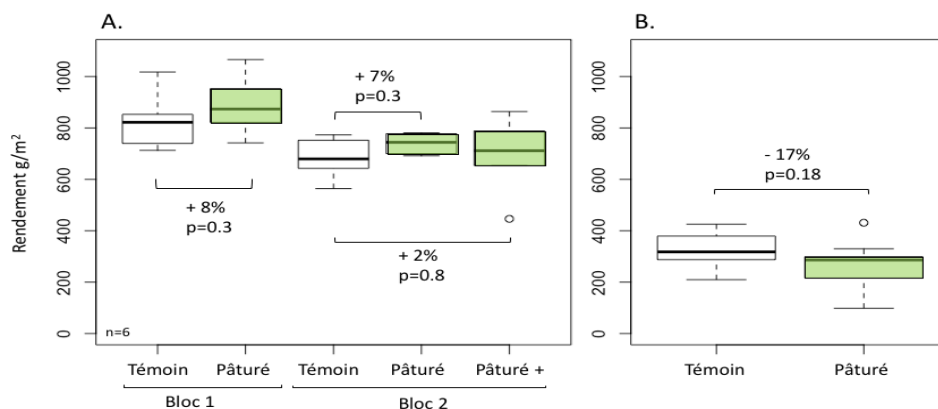 A.
B.
Rendement g/m²
1000
800
600
400
200
0
+ 7%
p=0.3
+ 8%
p=0.3
+ 2%
p=0.8
n=6
Témoin Pâturé Témoin Pâturé Pâturé +
Bloc 1 Bloc 2
1000
800
600
400
200
0
- 17%
p=0.18
Témoin Pâturé